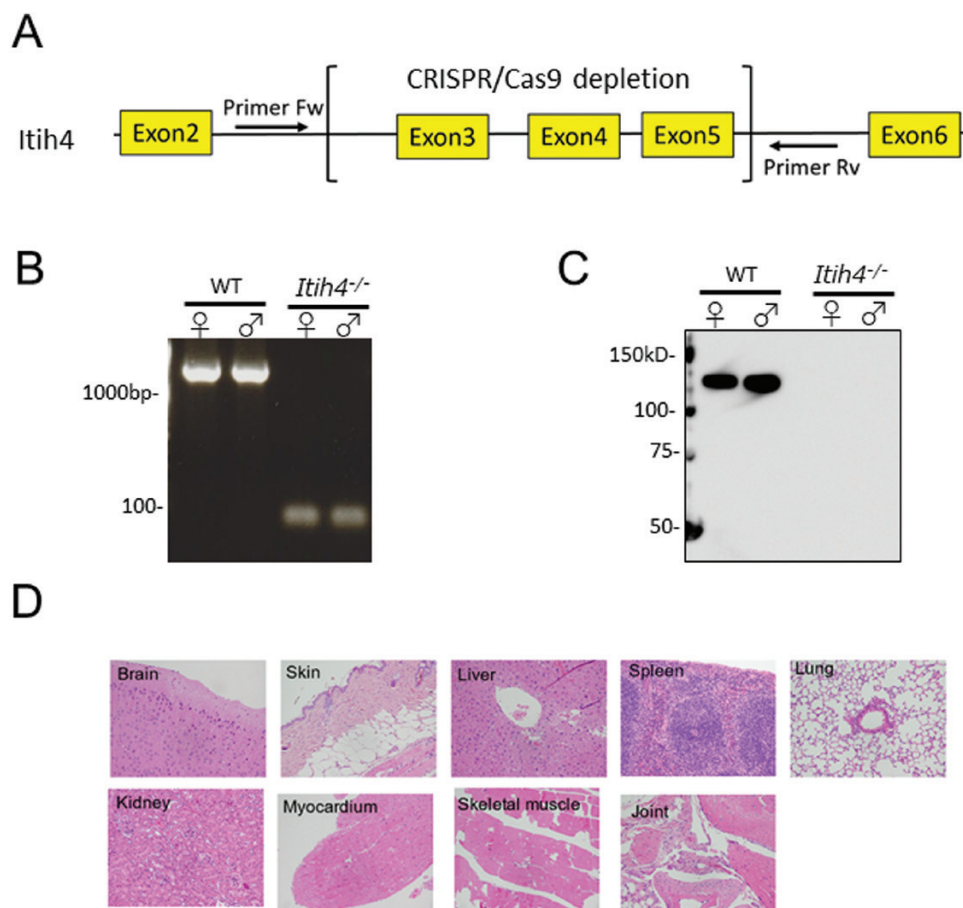 A
CRISPR/Cas9 depletion
Itih4 Exon2 Primer Fw Exon3 Exon4 Exon5 Primer Rv Exon6
B
WT Itih4-/-
♀ ♂ ♀ ♂
1000bp-
100-
C
WT Itih4-/-
♀ ♂ ♀ ♂
150kD-
100-
75-
50-
D
Brain Skin Liver Spleen Lung
Kidney Myocardium Skeletal muscle Joint